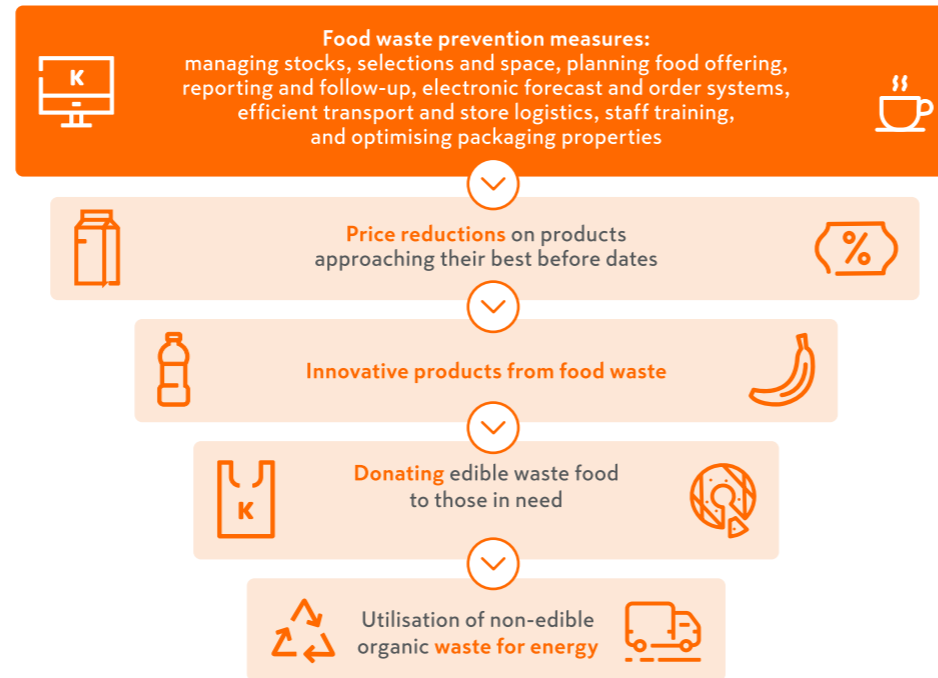 K
Food waste prevention measures:
managing stocks, selections and space, planning food offering,
reporting and follow-up, electronic forecast and order systems,
efficient transport and store logistics, staff training,
and optimising packaging properties
Price reductions on products
approaching their best before dates
%
Innovative products from food waste
K
Donating edible waste food
to those in need
Utilisation of non-edible
organic waste for energy